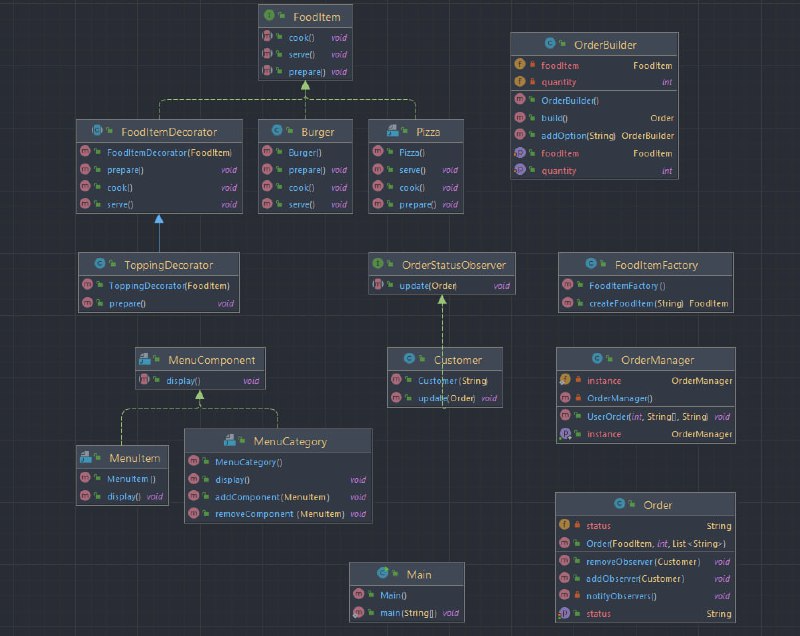 FoodItem
cook() void
serve() void
prepare() void
OrderBuilder
foodItem FoodItem
quantity int
OrderBuilder()
build() Order
addOption(String) OrderBuilder
foodItem FoodItem
quantity int
FoodItemDecorator
FoodItemDecorator(FoodItem)
prepare() void
cook() void
serve() void
Burger
Burger()
prepare() void
cook() void
serve() void
Pizza
Pizza()
serve() void
cook() void
prepare() void
ToppingDecorator
ToppingDecorator(FoodItem)
prepare() void
OrderStatusObserver
update(Order) void
FoodItemFactory
FoodItemFactory()
createFoodItem(String) FoodItem
MenuComponent
display() void
Customer
Customer(String)
update(Order) void
OrderManager
instance OrderManager
OrderManager()
UserOrder(int, String[], String) void
instance OrderManager
MenuItem
MenuItem()
display() void
MenuCategory
MenuCategory()
display() void
addComponent(MenuItem) void
removeComponent (MenuItem) void
Order
status String
Order(FoodItem, int, List<String>)
removeObserver(Customer) void
addObserver(Customer) void
notifyObservers() void
status String
Main
Main()
main(String[]) void